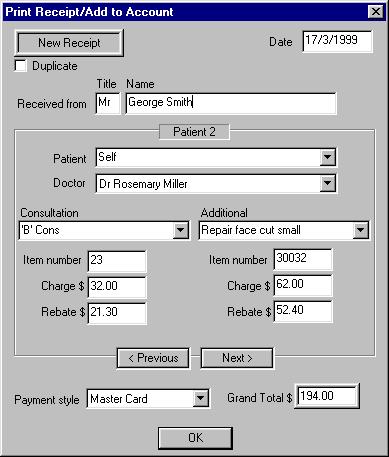 Print Receipt/Add to Account
New Receipt Date 17/3/1999
Duplicate
Title Name
Received from Mr George Smith
Patient 2
Patient Self
Doctor Dr Rosemary Miller
Consultation Additional
'B' Cons Repair face cut small
Item number 23 Item number 30032
Charge $ 32.00 Charge $ 62.00
Rebate $ 21.30 Rebate $ 52.40
< Previous Next >
Payment style Master Card Grand Total $ 194.00
OK